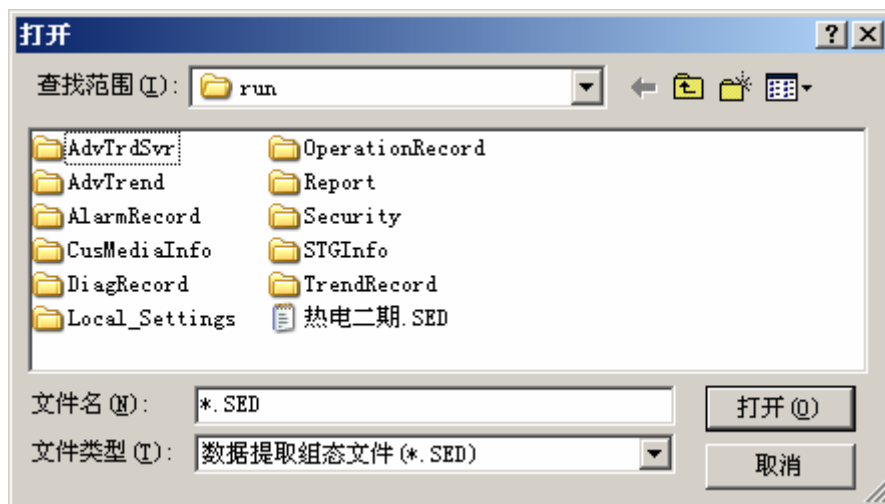 打开
查找范围(I): run
AdvTrdSvr
AdvTrend
AlarmRecord
CusMediaInfo
DiagRecord
Local_Settings
OperationRecord
Report
Security
STGInfo
TrendRecord
热电二期.SED
文件名(N): *.SED
打开(O)
文件类型(T): 数据提取组态文件(*.SED)
取消